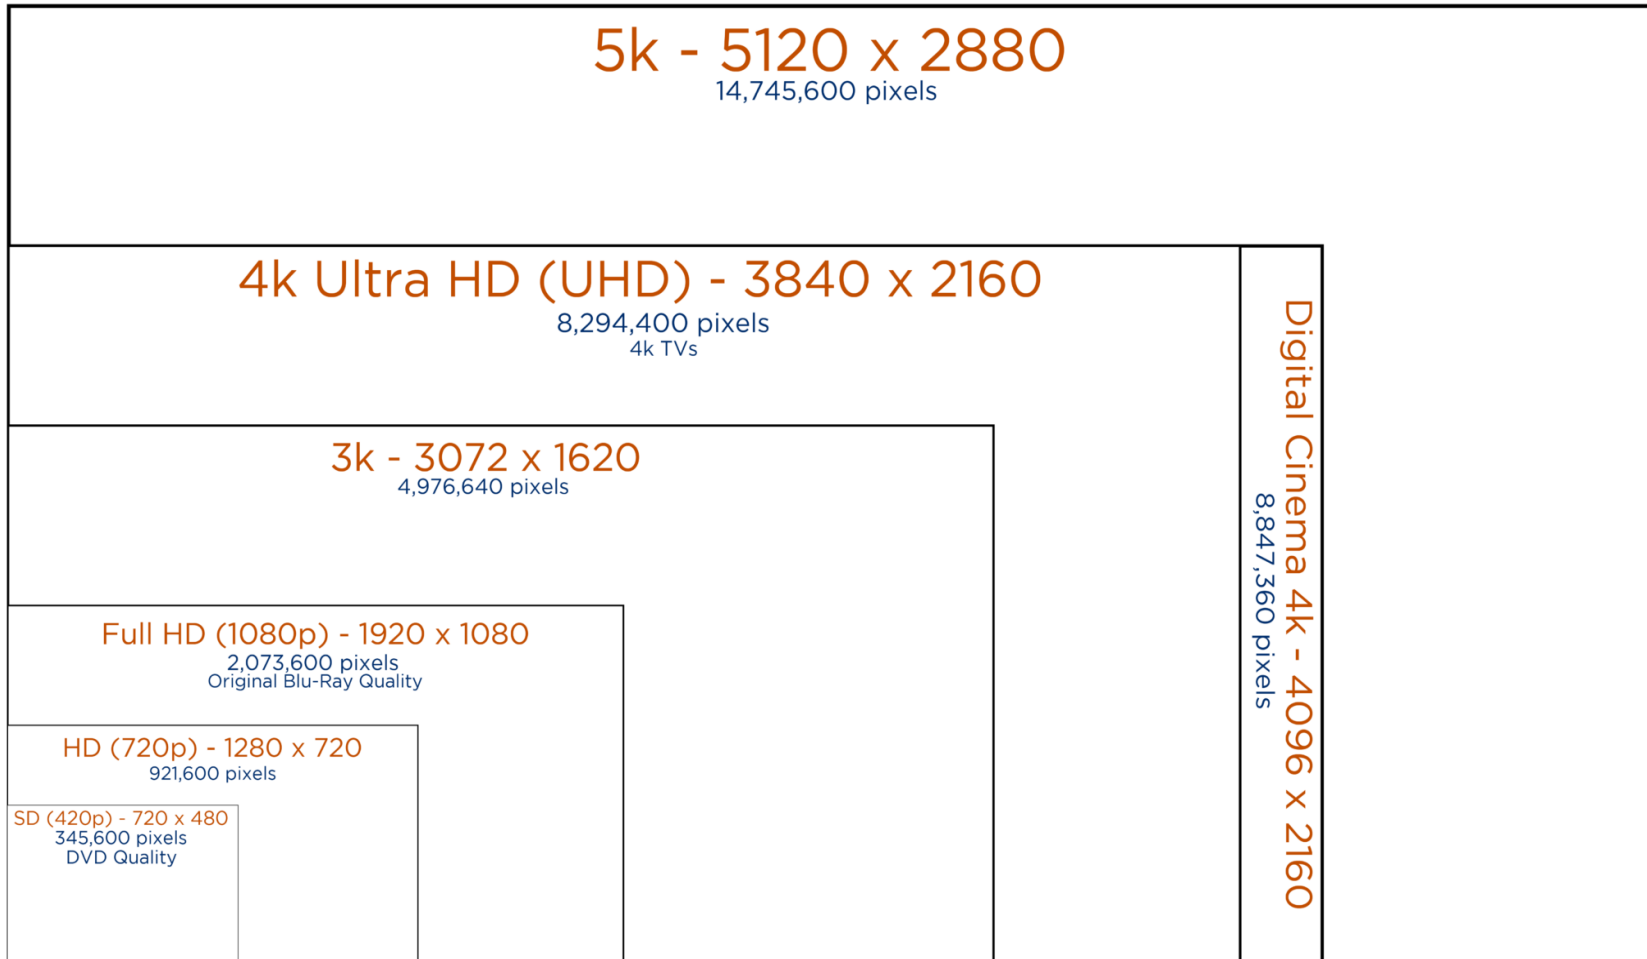 5k - 5120 x 2880
14,745,600 pixels
4k Ultra HD (UHD) - 3840 x 2160
8,294,400 pixels
4k TVs
Digital Cinema 4k - 4096 x 2160
8,847,360 pixels
3k - 3072 x 1620
4,976,640 pixels
Full HD (1080p) - 1920 x 1080
2,073,600 pixels
Original Blu-Ray Quality
HD (720p) - 1280 x 720
921,600 pixels
SD (420p) - 720 x 480
345,600 pixels
DVD Quality